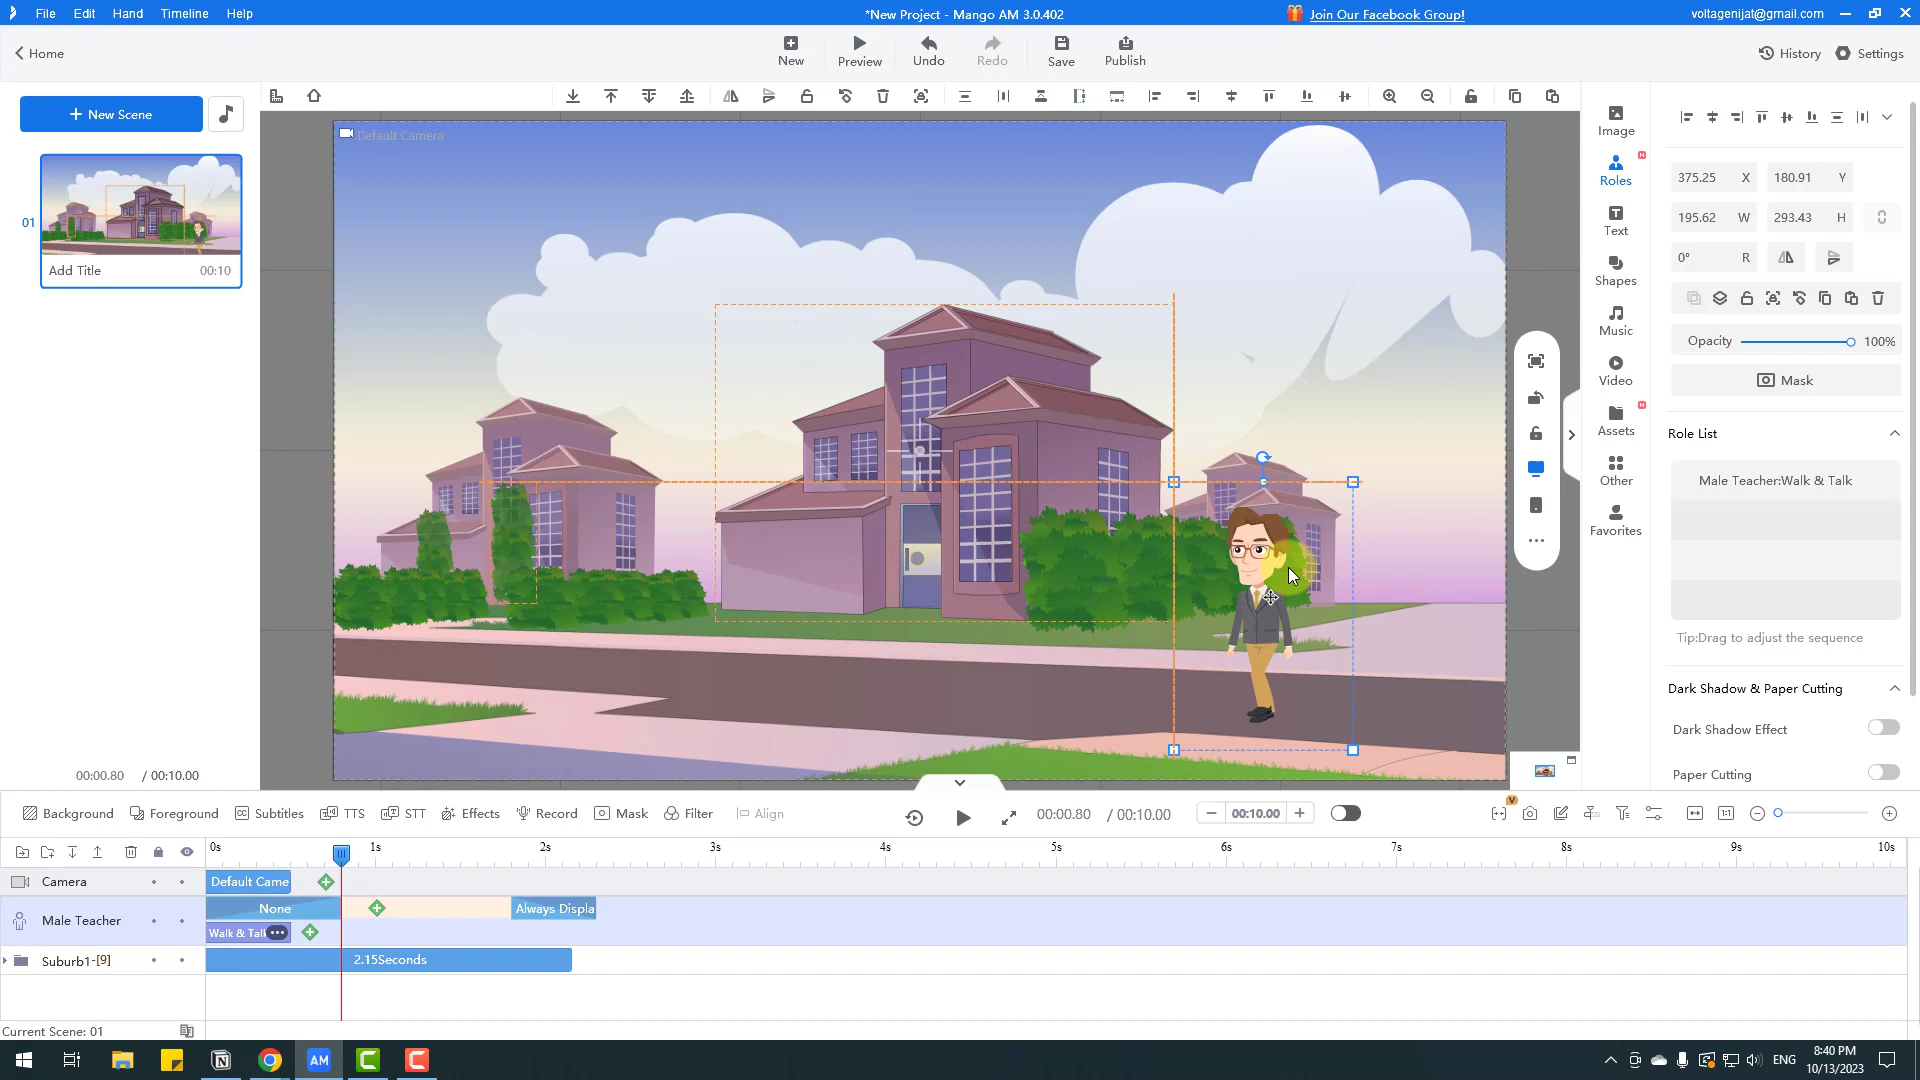 File Edit Hand Timeline Help
*New Project - Mango AM 3.0.402
Join Our Facebook Group!
voltagenijat@gmail.com
Home
New Preview Undo Redo Save Publish
History Settings
+ New Scene
Default Camera
01
Add Title 00:10
00:00.80 / 00:10.00
Image
Roles
Text
Shapes
Music
Video
Assets
Other
Favorites
375.25 X 180.91 Y
195.62 W 293.43 H
0° R
Opacity 100%
Mask
Role List
Male Teacher:Walk & Talk
Tip:Drag to adjust the sequence
Dark Shadow & Paper Cutting
Dark Shadow Effect
Paper Cutting
Background Foreground Subtitles TTS STT Effects Record Mask Filter Align
00:00.80 / 00:10.00
00:10.00
V
1:1
0s 1s 2s 3s 4s 5s 6s 7s 8s 9s 10s
Camera Default Came
Male Teacher None Always Displa
Walk & Talk
Suburb1-[9] 2.15Seconds
Current Scene: 01
AM
ENG
8:40 PM
10/13/2023